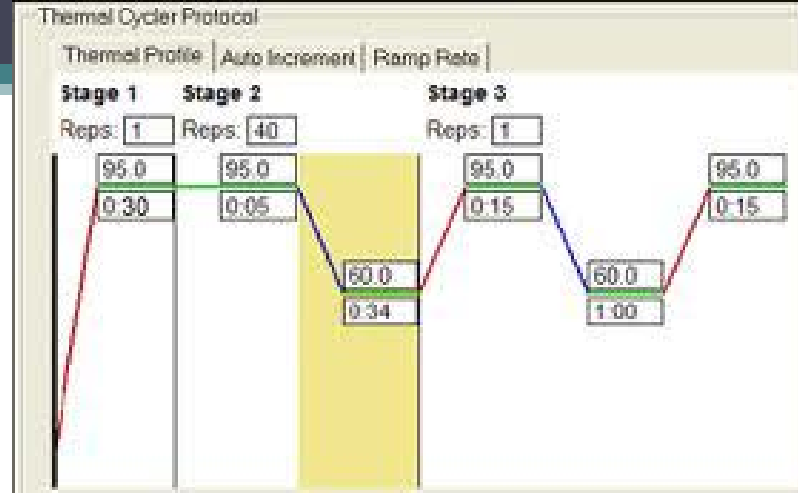 Thermal Cycler Protocol
Thermal Profile Auto Increment Ramp Rate
Stage 1 Stage 2 Stage 3
Reps: 1 Reps: 40 Reps: 1
95.0 95.0 95.0 95.0
0:30 0:05 0:15 0:15
60.0 60.0
0:34 1:00